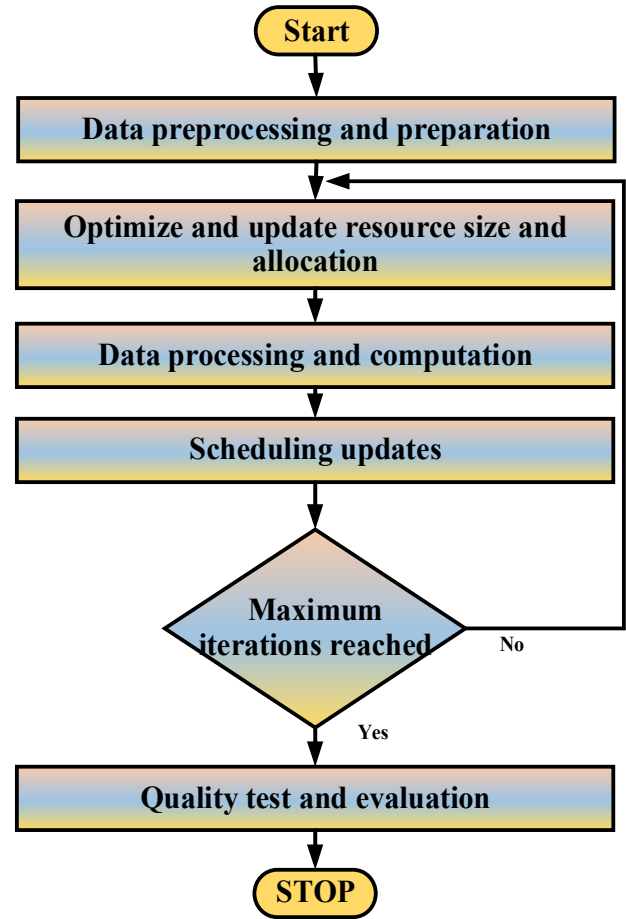 Start
Data preprocessing and preparation
Optimize and update resource size and
allocation
Data processing and computation
Scheduling updates
Maximum
iterations reached
No
Yes
Quality test and evaluation
STOP